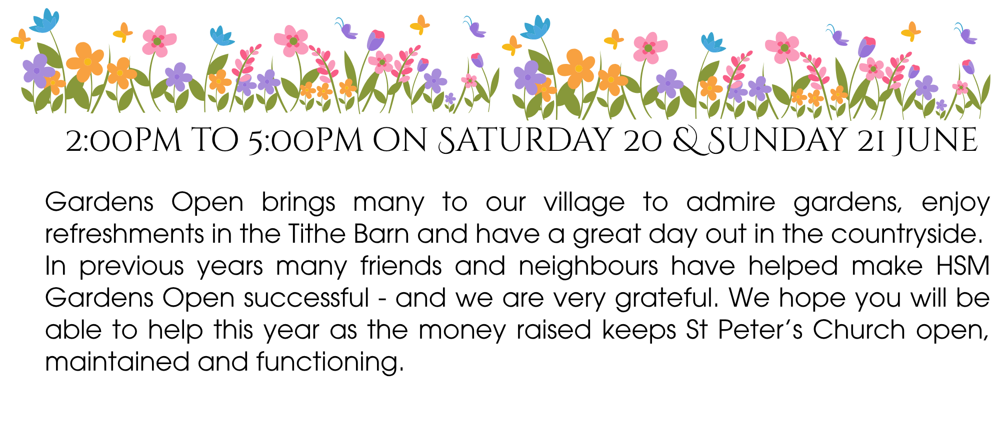 2:00PM TO 5:00PM ON SATURDAY 20 & SUNDAY 21 JUNE
Gardens Open brings many to our village to admire gardens, enjoy
refreshments in the Tithe Barn and have a great day out in the countryside.
In previous years many friends and neighbours have helped make HSM
Gardens Open successful - and we are very grateful. We hope you will be
able to help this year as the money raised keeps St Peter’s Church open,
maintained and functioning.